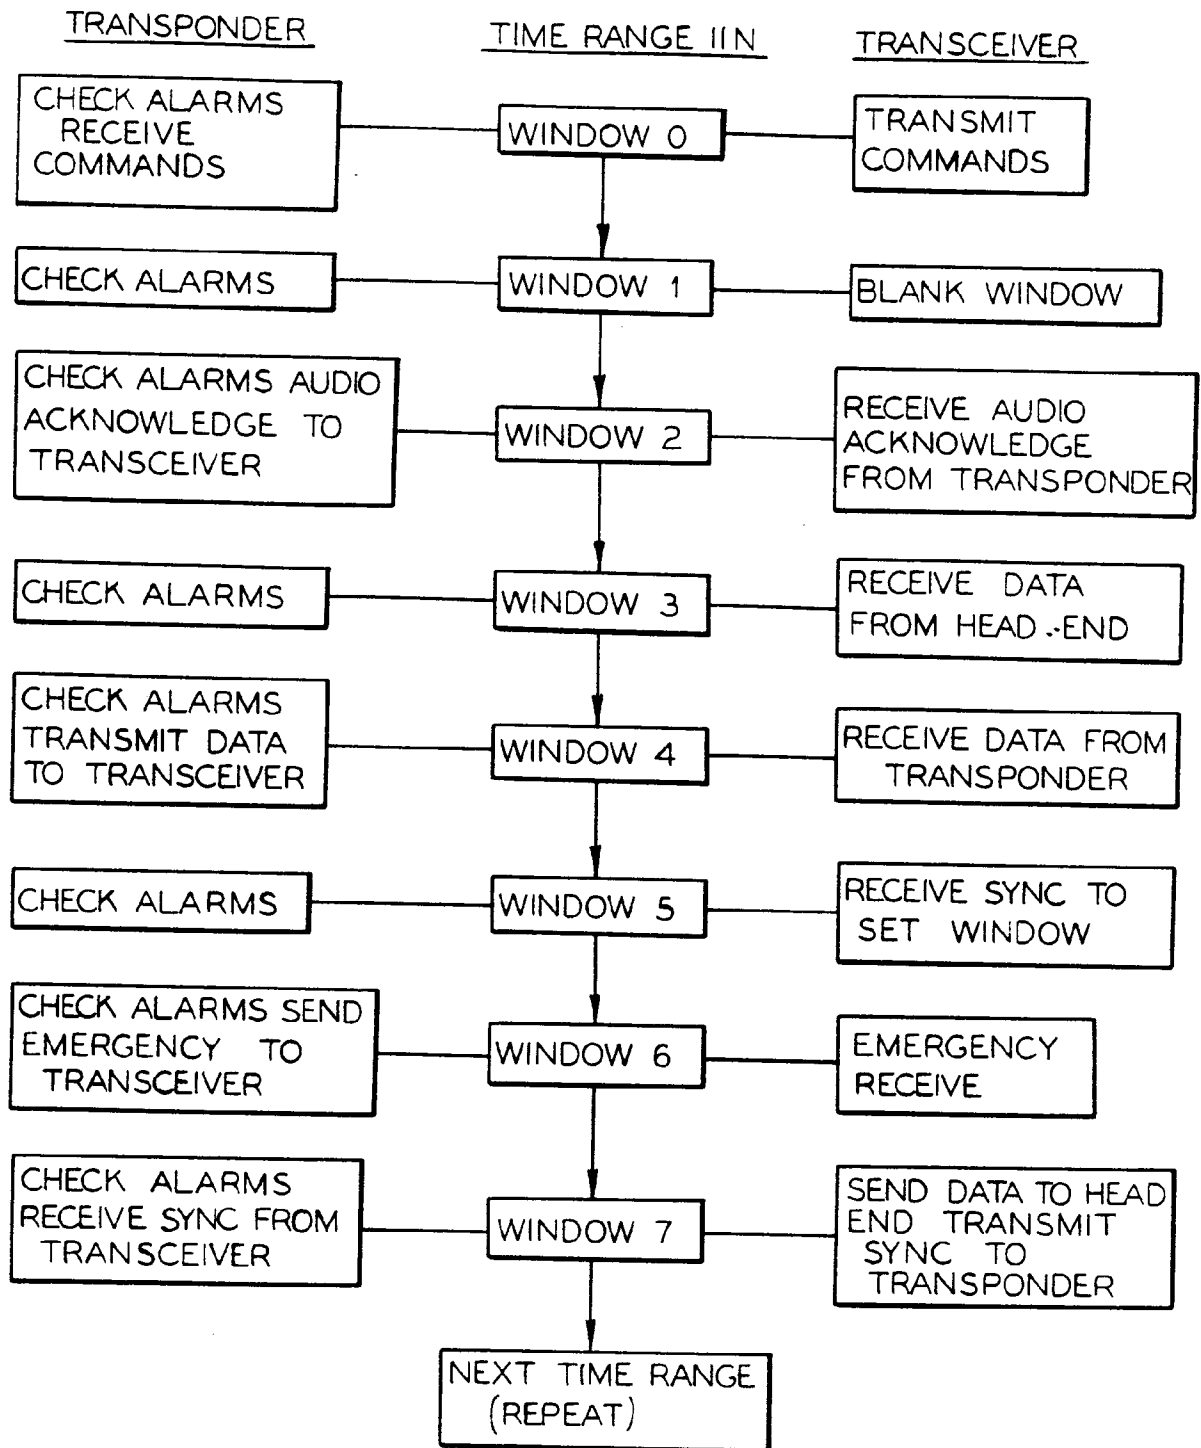 TRANSPONDER
TIME RANGE 11N
TRANSCEIVER
CHECK ALARMS
RECEIVE
COMMANDS
WINDOW 0
TRANSMIT
COMMANDS
CHECK ALARMS
WINDOW 1
BLANK WINDOW
CHECK ALARMS AUDIO
ACKNOWLEDGE TO
TRANSCEIVER
WINDOW 2
RECEIVE AUDIO
ACKNOWLEDGE
FROM TRANSPONDER
CHECK ALARMS
WINDOW 3
RECEIVE DATA
FROM HEAD-END
CHECK ALARMS
TRANSMIT DATA
TO TRANSCEIVER
WINDOW 4
RECEIVE DATA FROM
TRANSPONDER
CHECK ALARMS
WINDOW 5
RECEIVE SYNC TO
SET WINDOW
CHECK ALARMS SEND
EMERGENCY TO
TRANSCEIVER
WINDOW 6
EMERGENCY
RECEIVE
CHECK ALARMS
RECEIVE SYNC FROM
TRANSCEIVER
WINDOW 7
SEND DATA TO HEAD
END TRANSMIT
SYNC TO
TRANSPONDER
NEXT TIME RANGE
(REPEAT)